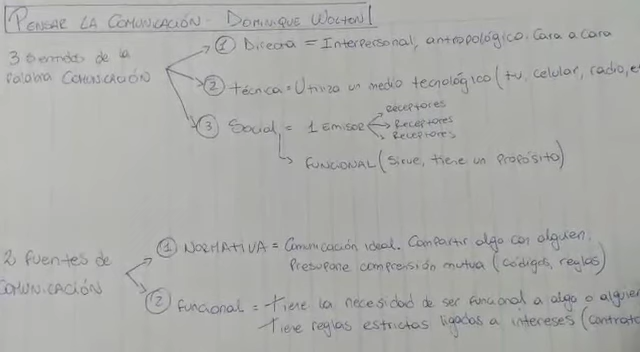 PENSAR LA COMUNICACIÓN - DOMINIQUE WOLTON
3 sentidos de la palabra COMUNICACIÓN
① Directa = Interpersonal, antropológico. Cara a cara
② Técnica = Utiliza un medio tecnológico (tv, celular, radio, e
③ Social = 1 EMISOR
RECEPTORES
RECEPTORES
RECEPTORES
FUNCIONAL (sirve, tiene un propósito)
2 fuentes de COMUNICACIÓN
① NORMATIVA = Comunicación ideal. Compartir algo con alguien.
Presupone comprensión mutua (códigos, reglas)
② Funcional = Tiene la necesidad de ser funcional a algo o alguien
Tiene reglas estrictas ligadas a intereses (contrato